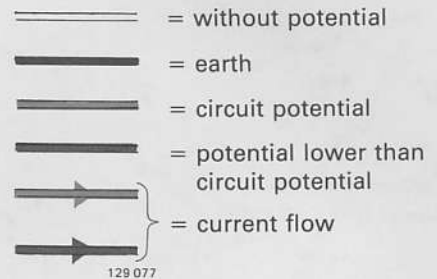 = without potential
= earth
= circuit potential
= potential lower than
circuit potential
= current flow
129 077